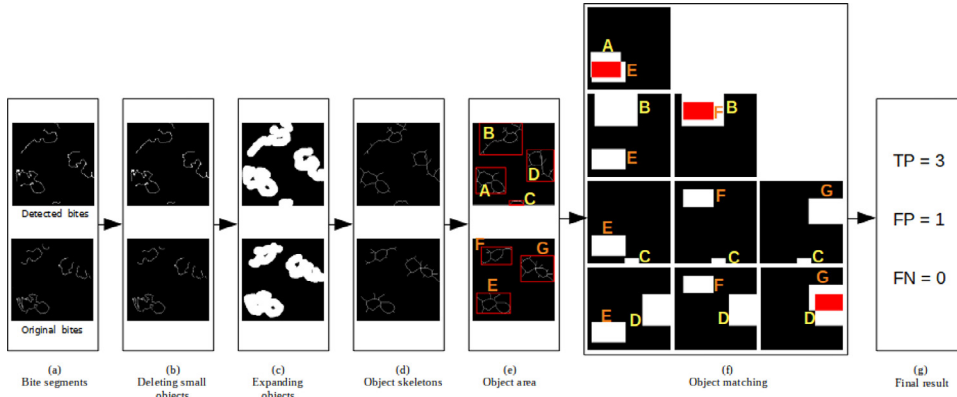 A
E
B
F
B
E
B
D
A
C
F
G
E
C
E
F
C
G
C
E
D
F
D
G
D
Detected bites
Original bites
TP = 3
FP = 1
FN = 0
(a)
Bite segments
(b)
Deleting small
objects
(c)
Expanding
objects
(d)
Object skeletons
(e)
Object area
(f)
Object matching
(g)
Final result